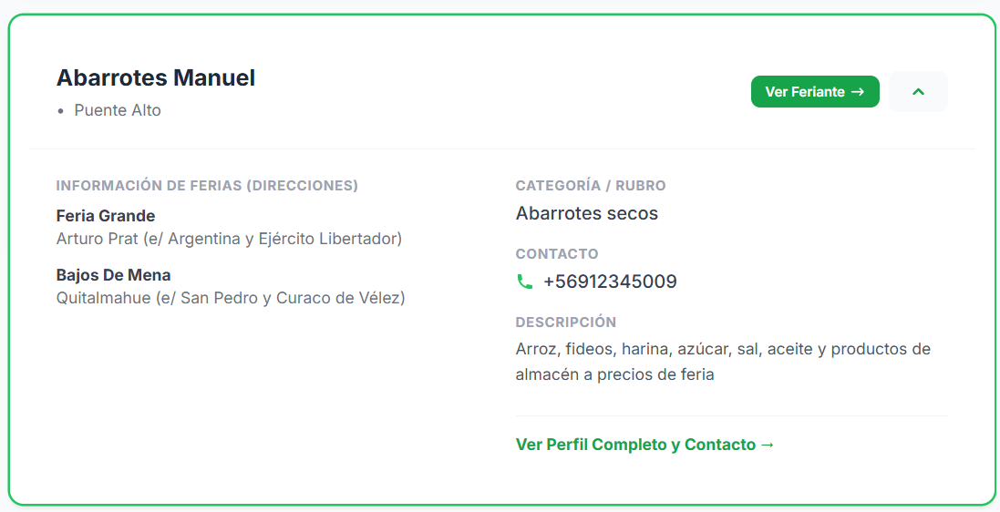 Abarrotes Manuel
• Puente Alto
Ver Feriante →
INFORMACIÓN DE FERIAS (DIRECCIONES)
Feria Grande
Arturo Prat (e/ Argentina y Ejército Libertador)
Bajos De Mena
Quitalmahue (e/ San Pedro y Curaco de Vélez)
CATEGORÍA / RUBRO
Abarrotes secos
CONTACTO
+56912345009
DESCRIPCIÓN
Arroz, fideos, harina, azúcar, sal, aceite y productos de
almacén a precios de feria
Ver Perfil Completo y Contacto →